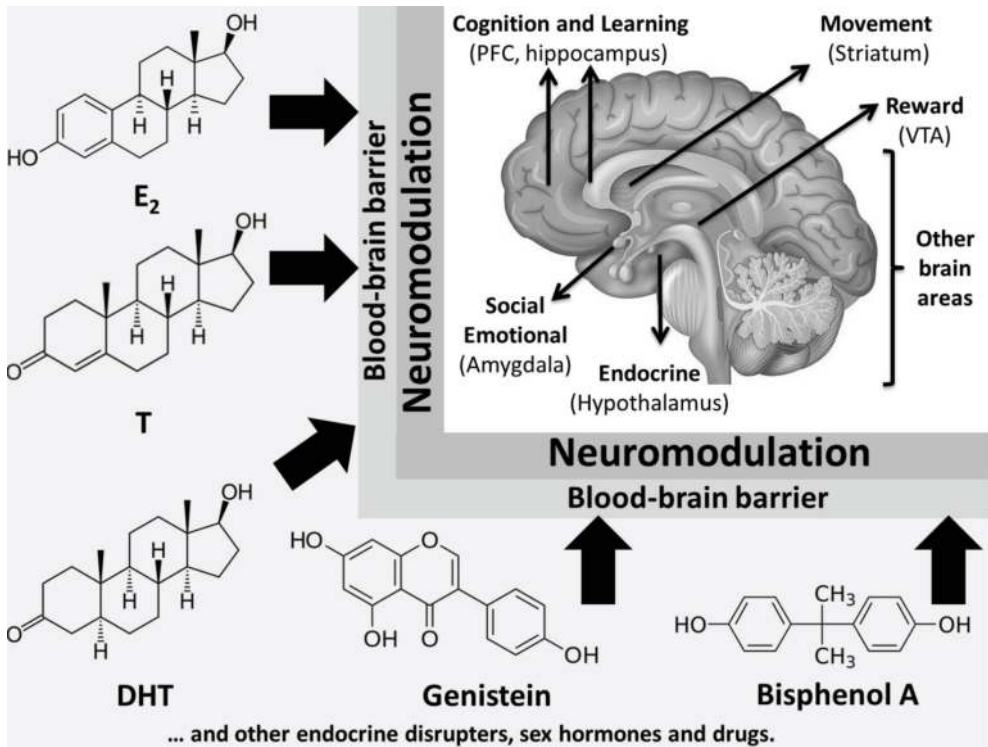 OH
H
H
H
HO
E₂
OH
H
H
H
O
T
OH
H
H
H
O
H
DHT
Blood-brain barrier
Neuromodulation
Cognition and Learning
(PFC, hippocampus)
Movement
(Striatum)
Reward
(VTA)
Other
brain
areas
Social
Emotional
(Amygdala)
Endocrine
(Hypothalamus)
Neuromodulation
Blood-brain barrier
HO
O
OH
O
OH
Genistein
CH₃
HO
OH
CH₃
Bisphenol A
... and other endocrine disrupters, sex hormones and drugs.